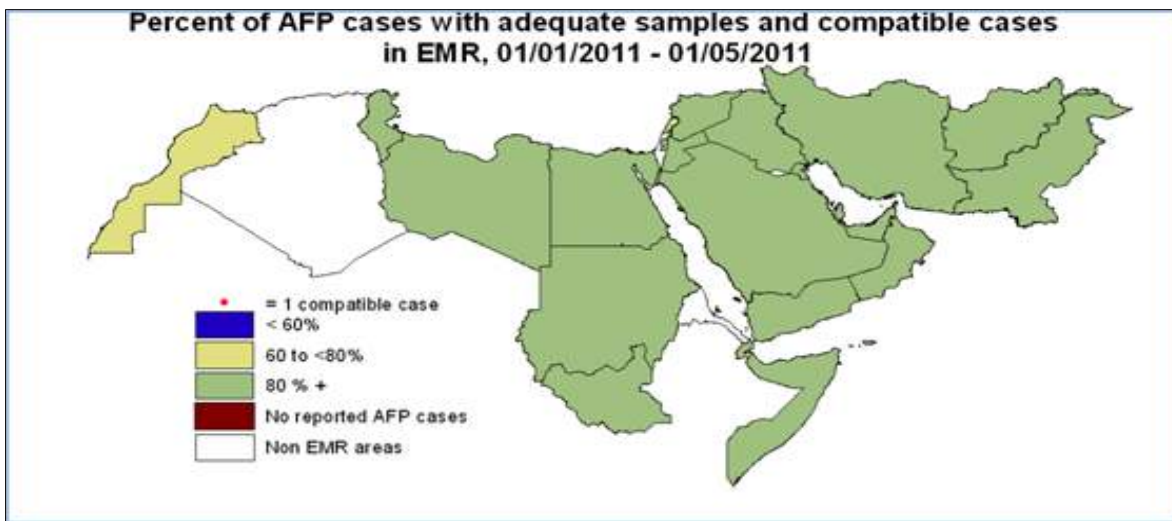 Percent of AFP cases with adequate samples and compatible cases
in EMR, 01/01/2011 - 01/05/2011
= 1 compatible case
< 60%
60 to <80%
80 % +
No reported AFP cases
Non EMR areas